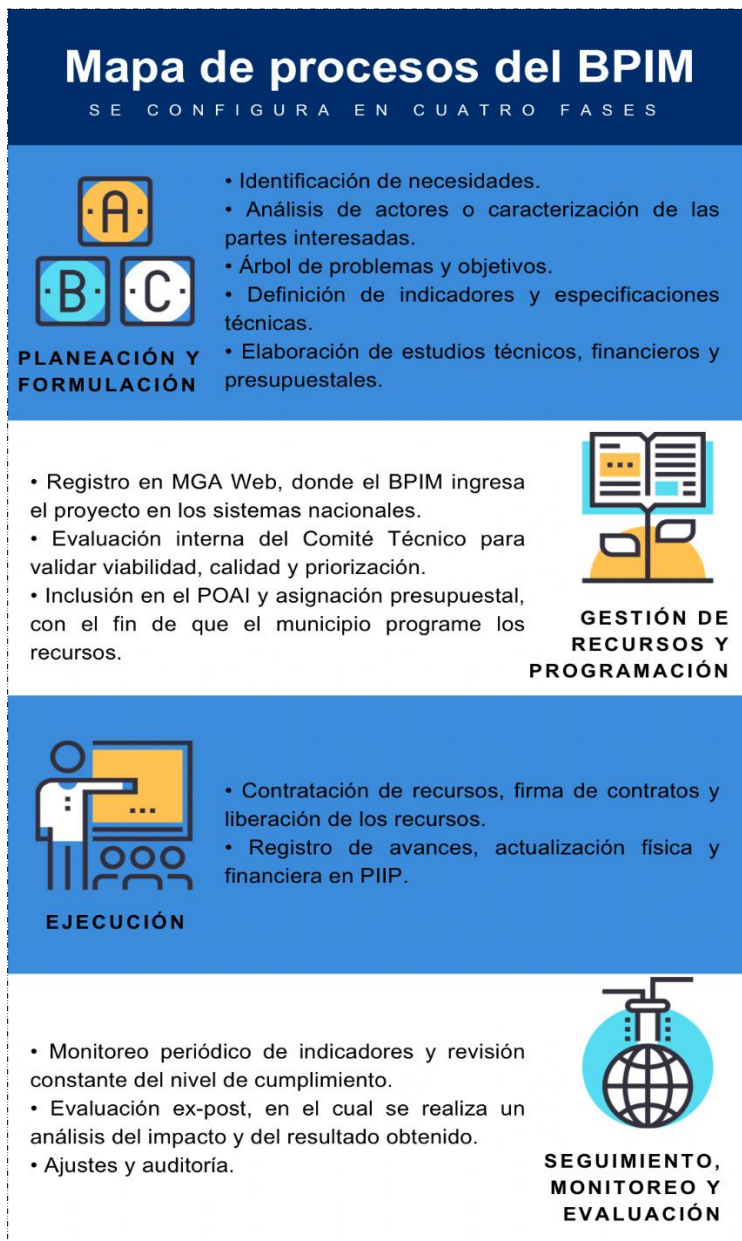 Mapa de procesos del BPIM
SE CONFIGURA EN CUATRO FASES
A
B C
• Identificación de necesidades.
• Análisis de actores o caracterización de las
partes interesadas.
• Árbol de problemas y objetivos.
• Definición de indicadores y especificaciones
técnicas.
• Elaboración de estudios técnicos, financieros y
presupuestales.
PLANEACIÓN Y
FORMULACIÓN
• Registro en MGA Web, donde el BPIM ingresa
el proyecto en los sistemas nacionales.
• Evaluación interna del Comité Técnico para
validar viabilidad, calidad y priorización.
• Inclusión en el POAI y asignación presupuestal,
con el fin de que el municipio programe los
recursos.
GESTIÓN DE
RECURSOS Y
PROGRAMACIÓN
• Contratación de recursos, firma de contratos y
liberación de los recursos.
• Registro de avances, actualización física y
financiera en PIIP.
EJECUCIÓN
• Monitoreo periódico de indicadores y revisión
constante del nivel de cumplimiento.
• Evaluación ex-post, en el cual se realiza un
análisis del impacto y del resultado obtenido.
• Ajustes y auditoría.
SEGUIMIENTO,
MONITOREO Y
EVALUACIÓN